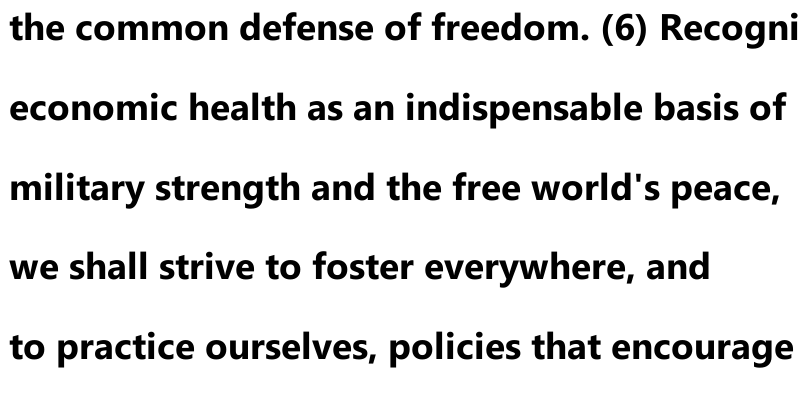 the common defense of freedom. (6) Recogni
economic health as an indispensable basis of
military strength and the free world's peace,
we shall strive to foster everywhere, and
to practice ourselves, policies that encourage